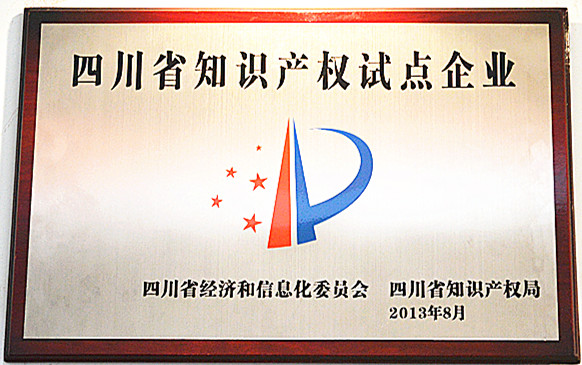 四川省知识产权试点企业
四川省经济和信息化委员会 四川省知识产权局
2013年8月